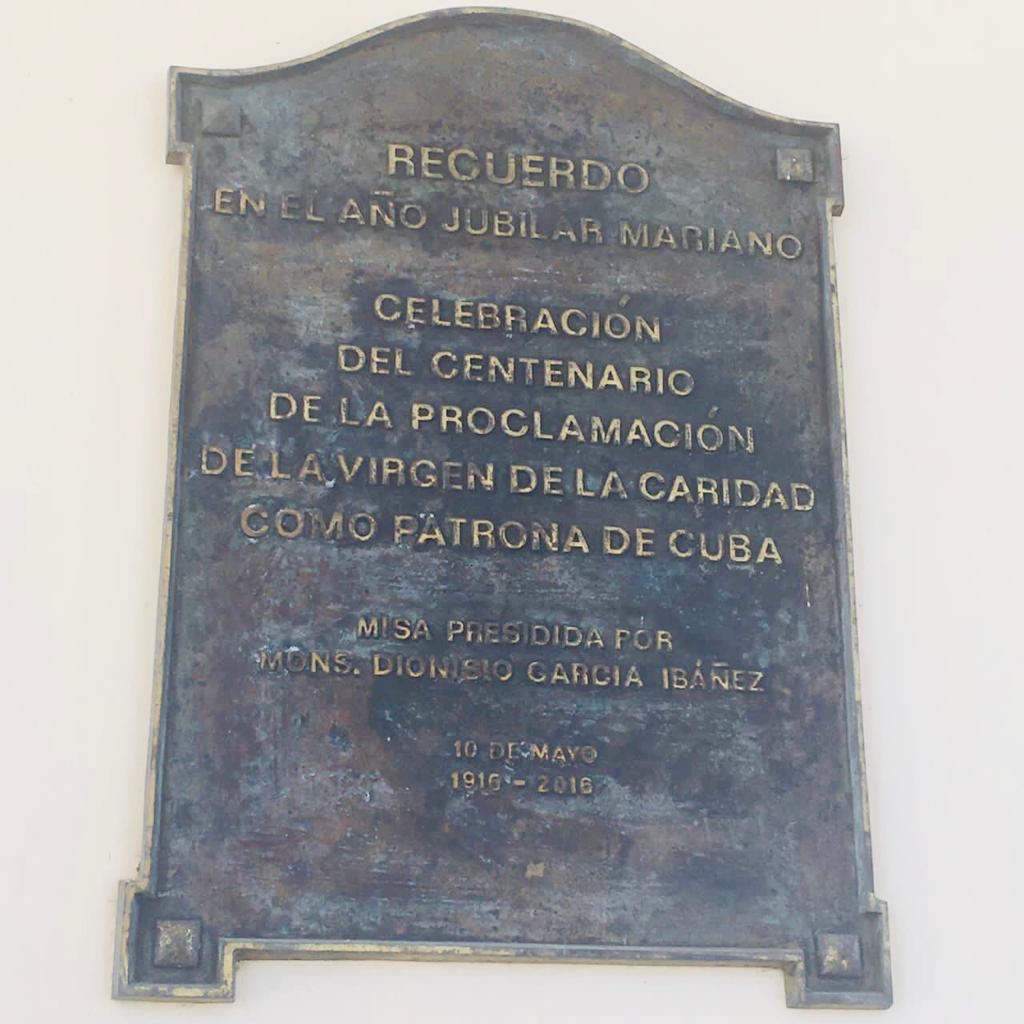 RECUERDO
EN EL AÑO JUBILAR MARIANO
CELEBRACIÓN
DEL CENTENARIO
DE LA PROCLAMACIÓN
DE LA VIRGEN DE LA CARIDAD
COMO PATRONA DE CUBA
MISA PRESIDIDA POR
MONS. DIONISIO GARCIA IBÁÑEZ
10 DE MAYO
1916 - 2016